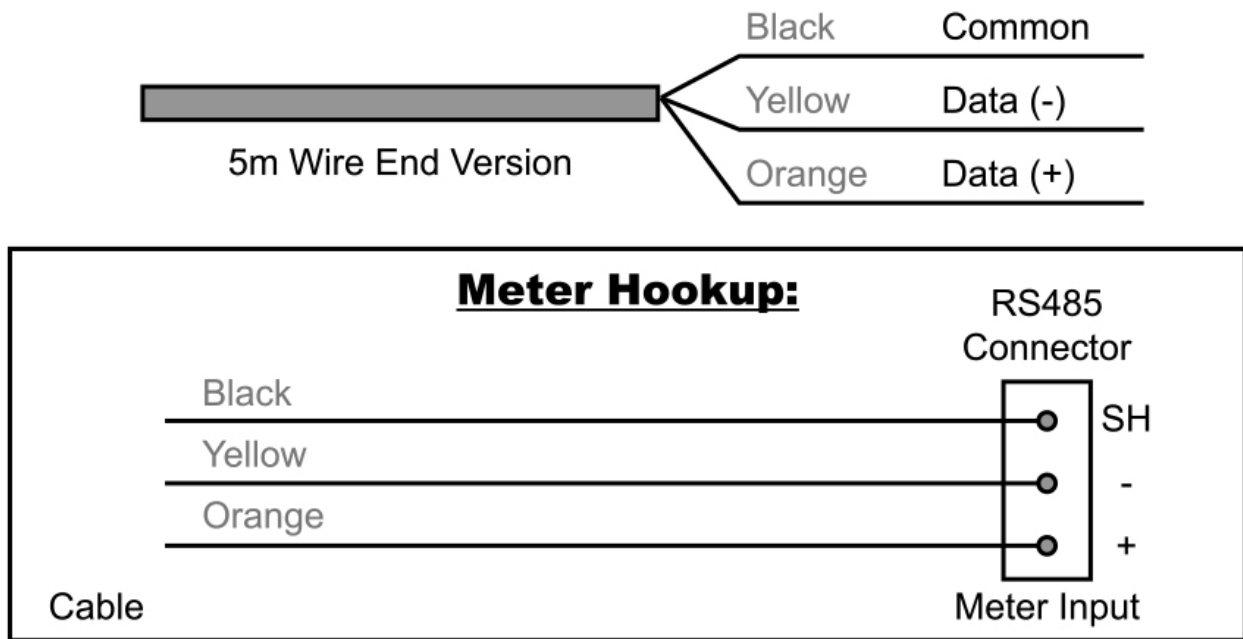 Black Common
Yellow Data (-)
5m Wire End Version
Orange Data (+)
Meter Hookup:
RS485
Connector
Black
SH
Yellow
-
Orange
+
Cable
Meter Input